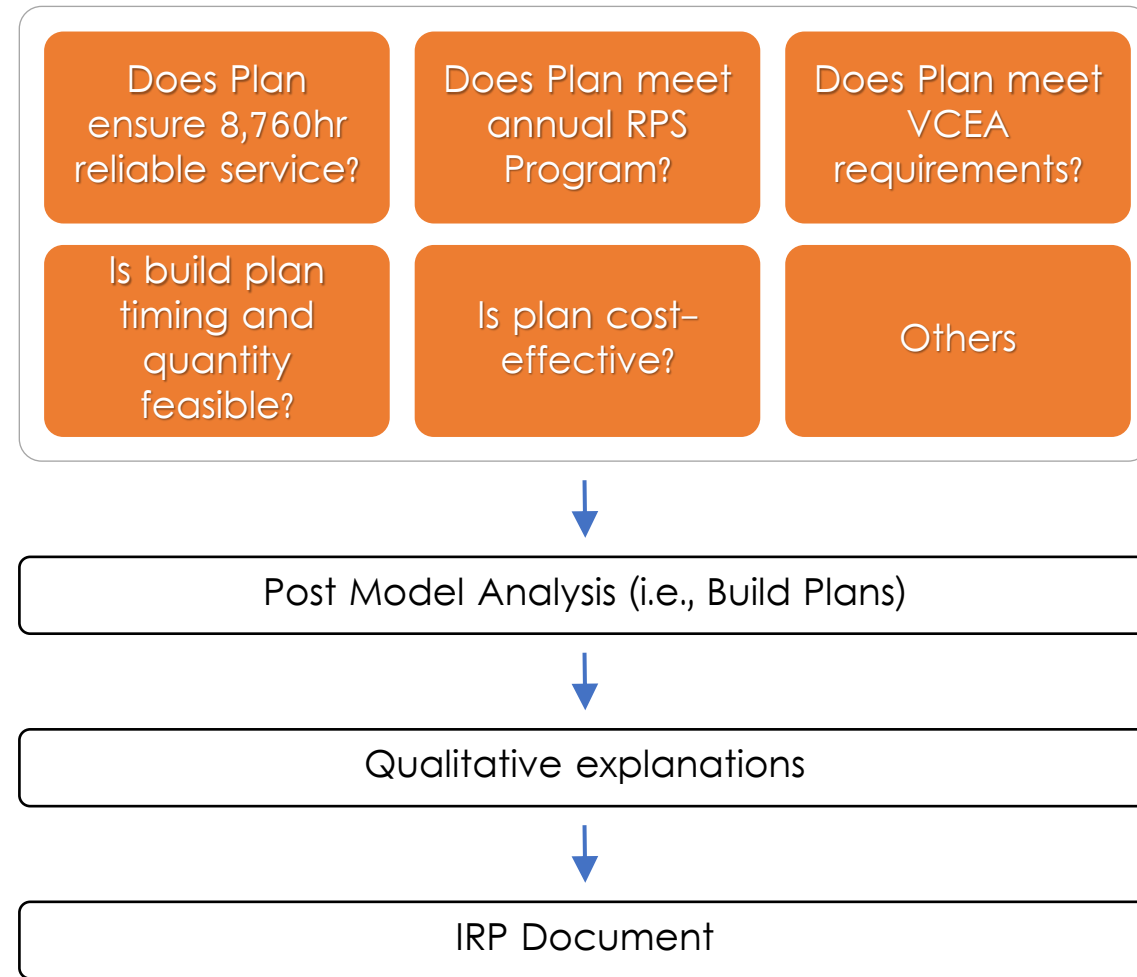 Does Plan
ensure 8,760hr
reliable service?
Does Plan meet
annual RPS
Program?
Does Plan meet
VCEA
requirements?
Is build plan
timing and
quantity
feasible?
Is plan cost-
effective?
Others
Post Model Analysis (i.e., Build Plans)
Qualitative explanations
IRP Document